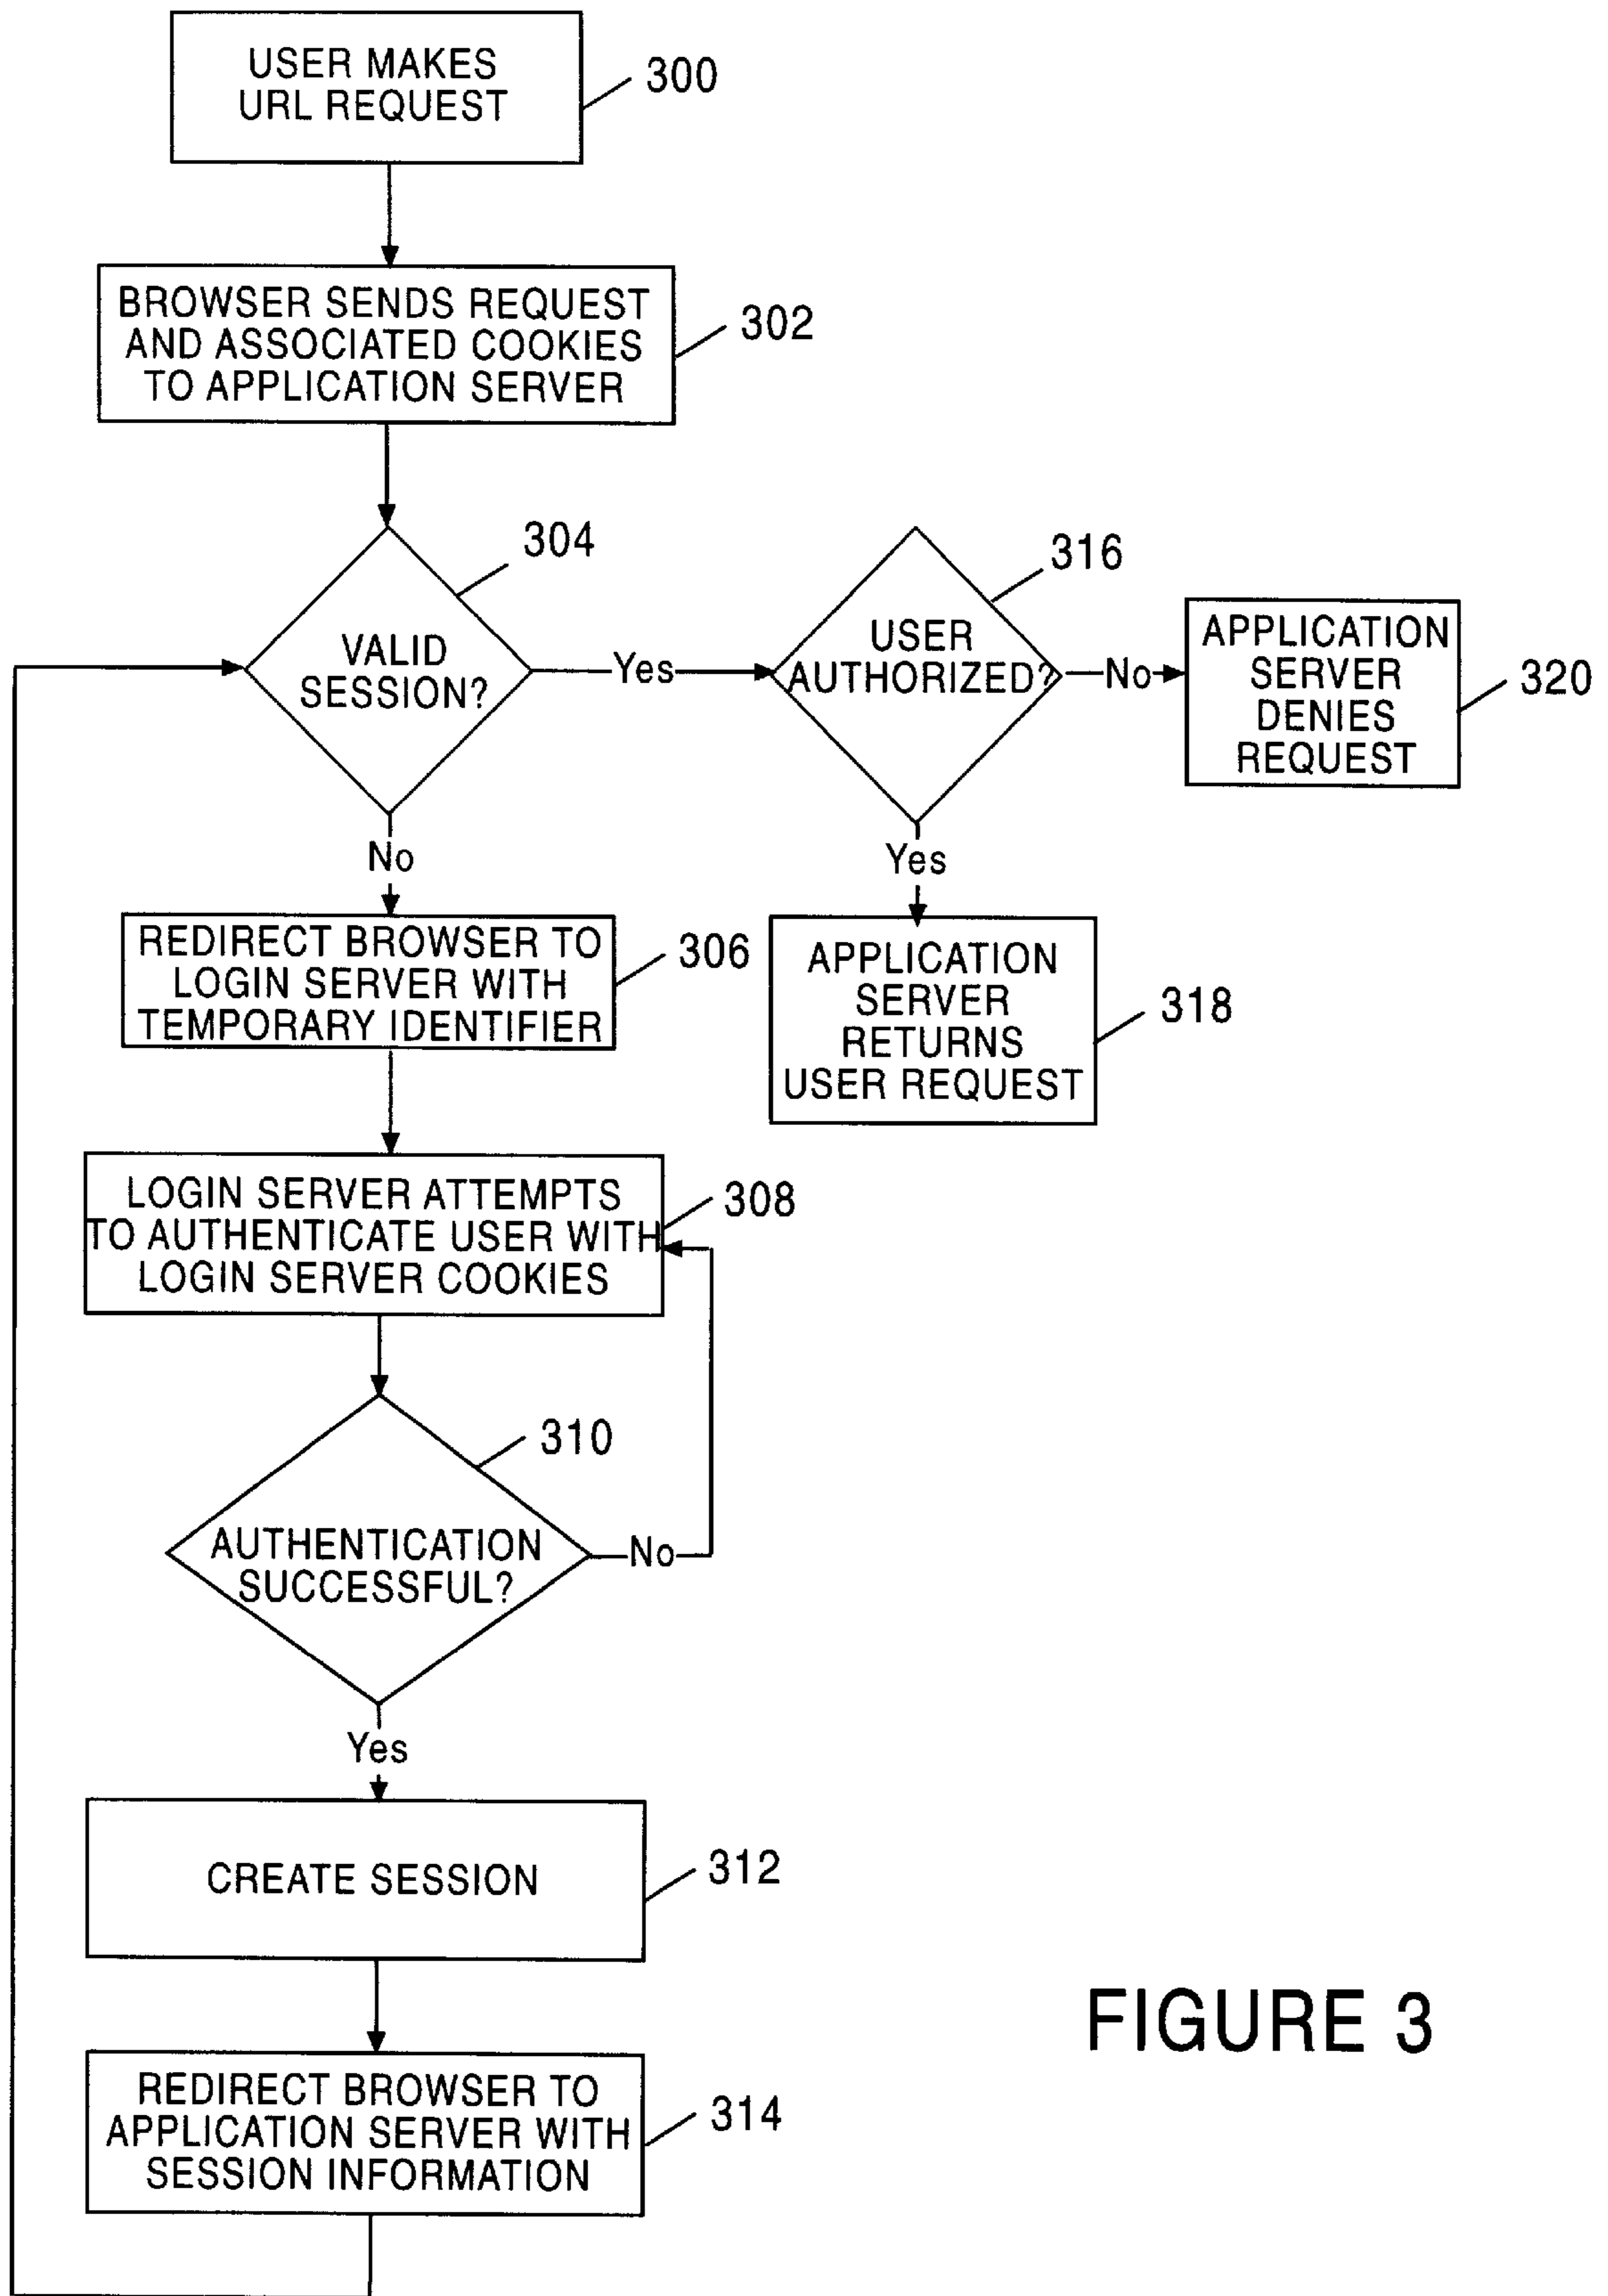 USER MAKES
URL REQUEST
300
BROWSER SENDS REQUEST
AND ASSOCIATED COOKIES
TO APPLICATION SERVER
302
304
VALID
SESSION?
Yes
316
USER
AUTHORIZED?
No
APPLICATION
SERVER
DENIES
REQUEST
320
No
Yes
REDIRECT BROWSER TO
LOGIN SERVER WITH
TEMPORARY IDENTIFIER
306
APPLICATION
SERVER
RETURNS
USER REQUEST
318
LOGIN SERVER ATTEMPTS
TO AUTHENTICATE USER WITH
LOGIN SERVER COOKIES
308
310
AUTHENTICATION
SUCCESSFUL?
No
Yes
CREATE SESSION
312
REDIRECT BROWSER TO
APPLICATION SERVER WITH
SESSION INFORMATION
314
FIGURE 3